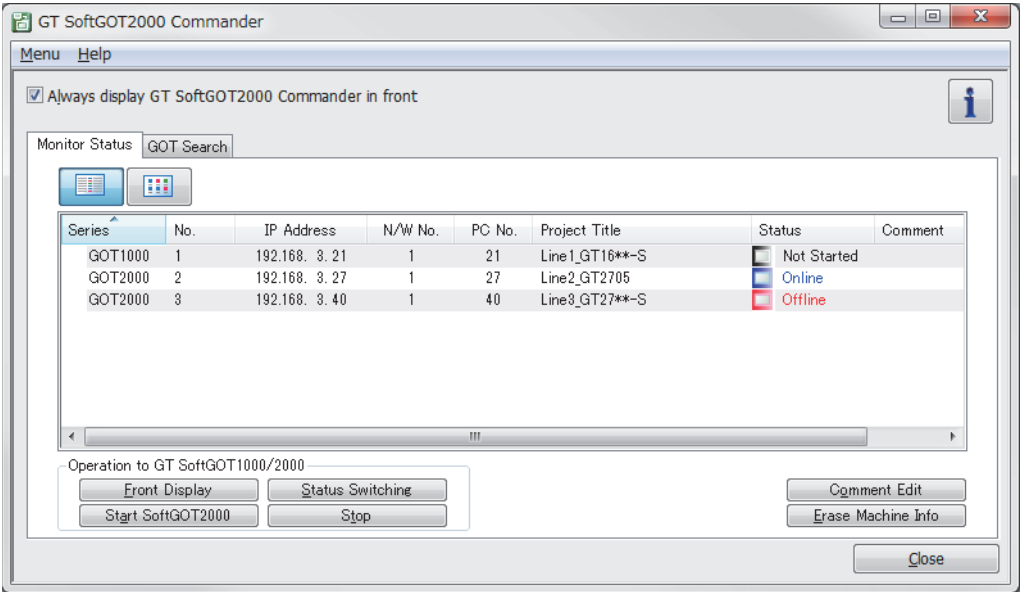 GT SoftGOT2000 Commander
Menu Help
Always display GT SoftGOT2000 Commander in front
Monitor Status GOT Search
Series No. IP Address N/W No. PC No. Project Title Status Comment
GOT1000 1 192.168. 3. 21 1 21 Line1_GT16**-S Not Started
GOT2000 2 192.168. 3. 27 1 27 Line2_GT2705 Online
GOT2000 3 192.168. 3. 40 1 40 Line3_GT27**-S Offline
Operation to GT SoftGOT1000/2000
Front Display Status Switching Comment Edit
Start SoftGOT2000 Stop Erase Machine Info
Close